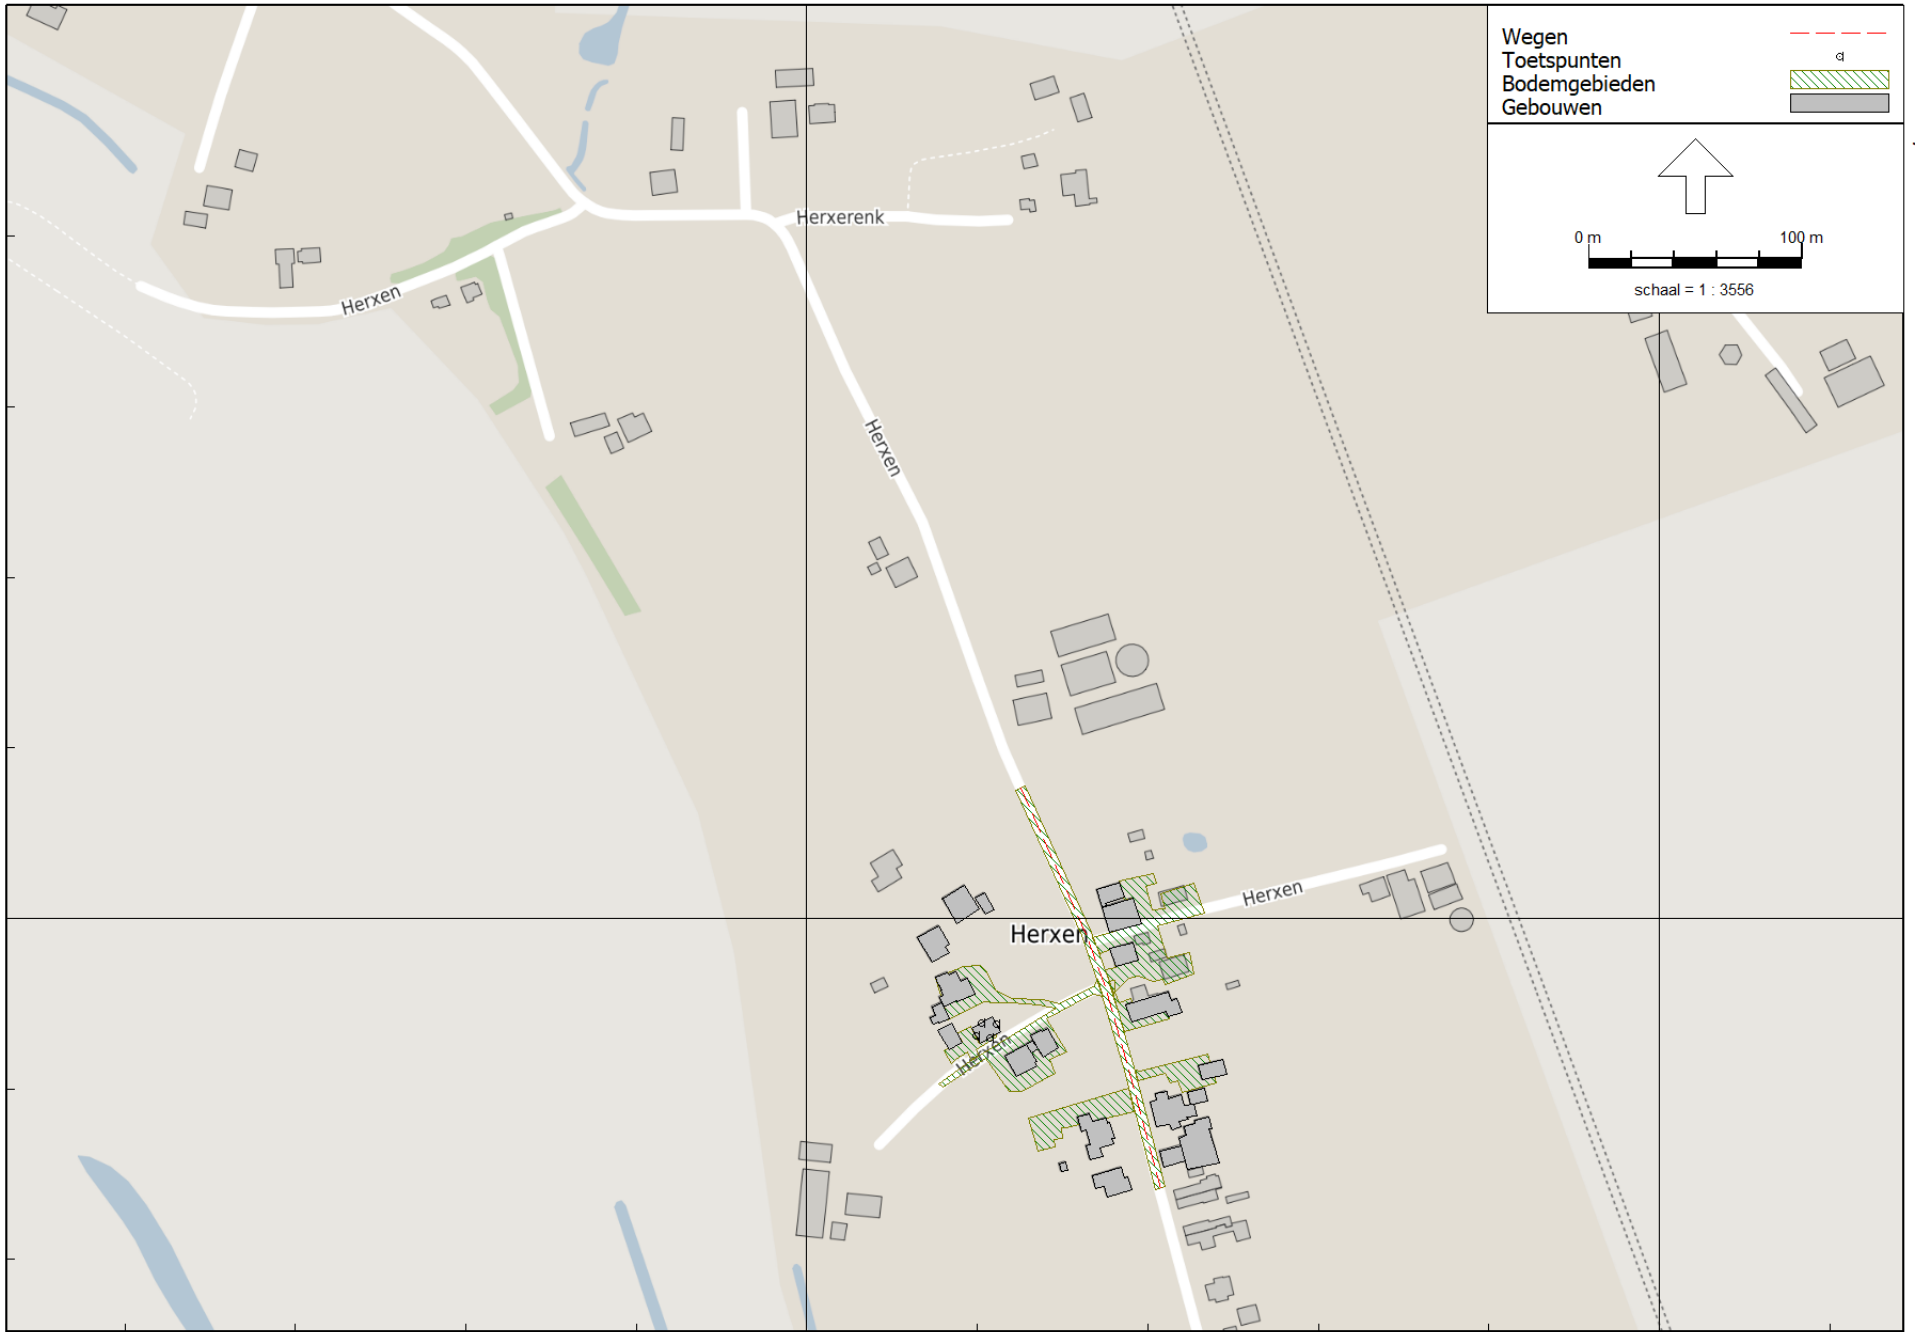 Wegen
Toetspunten
Bodemgebieden
Gebouwen
0 m 100 m
schaal = 1 : 3556
Herxerenk
Herxen
Herxen
Herxen
Herxen
Herxen